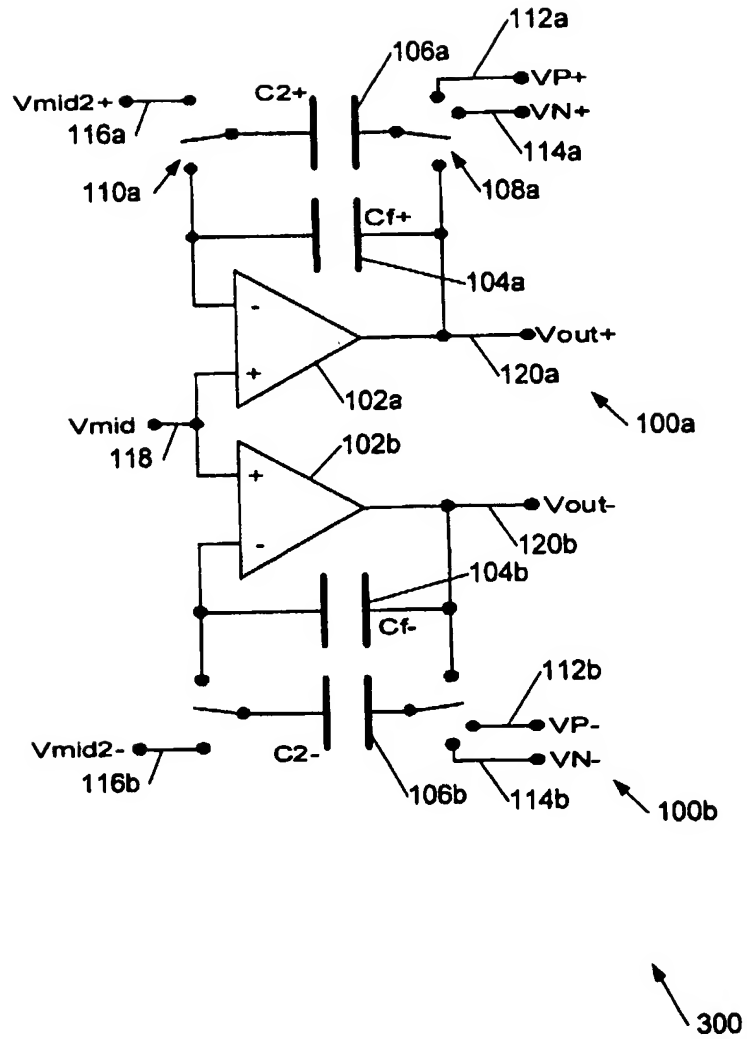 112a
106a
VP+
C2+
Vmid2+
VN+
116a
114a
110a
108a
Cf+
104a
-
Vout+
+
120a
102a
100a
Vmid
118
102b
+
Vout-
120b
-
104b
Cf-
112b
VP-
Vmid2-
C2-
VN-
116b
106b
114b
100b
300